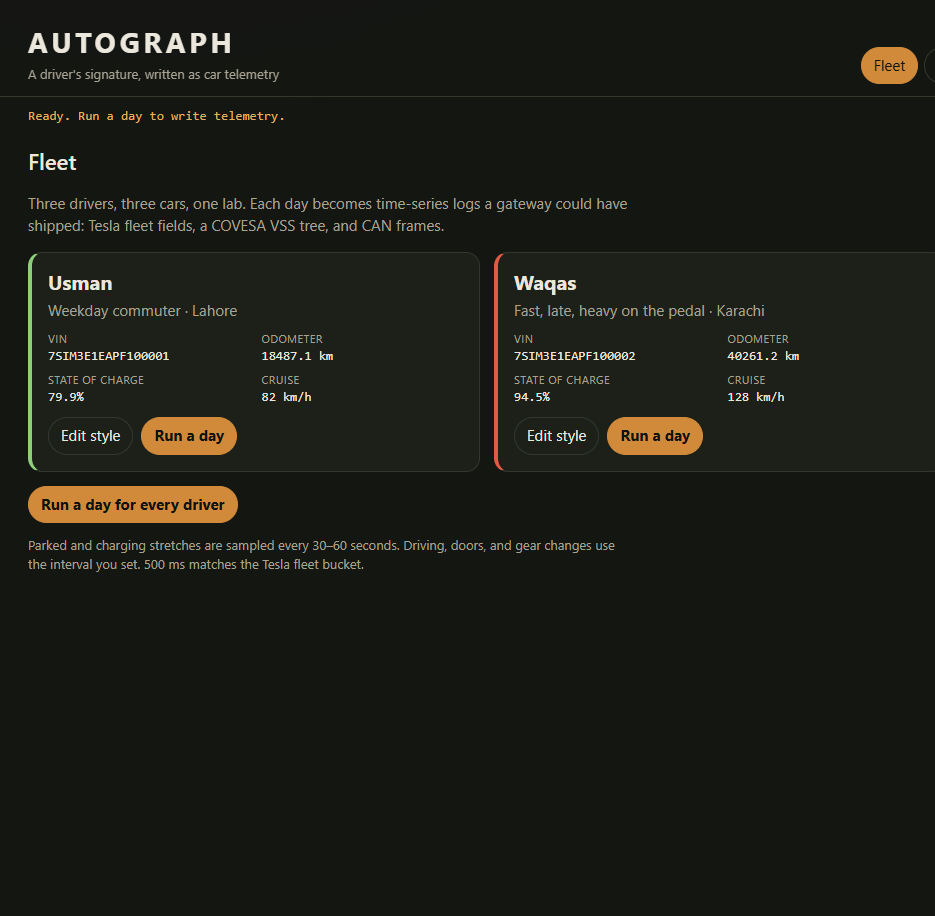 AUTOGRAPH
A driver's signature, written as car telemetry
Fleet
Ready. Run a day to write telemetry.
Fleet
Three drivers, three cars, one lab. Each day becomes time-series logs a gateway could have
shipped: Tesla fleet fields, a COVESA VSS tree, and CAN frames.
Usman
Weekday commuter · Lahore
VIN
7SIM3E1EAPF100001
ODOMETER
18487.1 km
STATE OF CHARGE
79.9%
CRUISE
82 km/h
Edit style
Run a day
Waqas
Fast, late, heavy on the pedal · Karachi
VIN
7SIM3E1EAPF100002
ODOMETER
40261.2 km
STATE OF CHARGE
94.5%
CRUISE
128 km/h
Edit style
Run a day
Run a day for every driver
Parked and charging stretches are sampled every 30–60 seconds. Driving, doors, and gear changes use
the interval you set. 500 ms matches the Tesla fleet bucket.